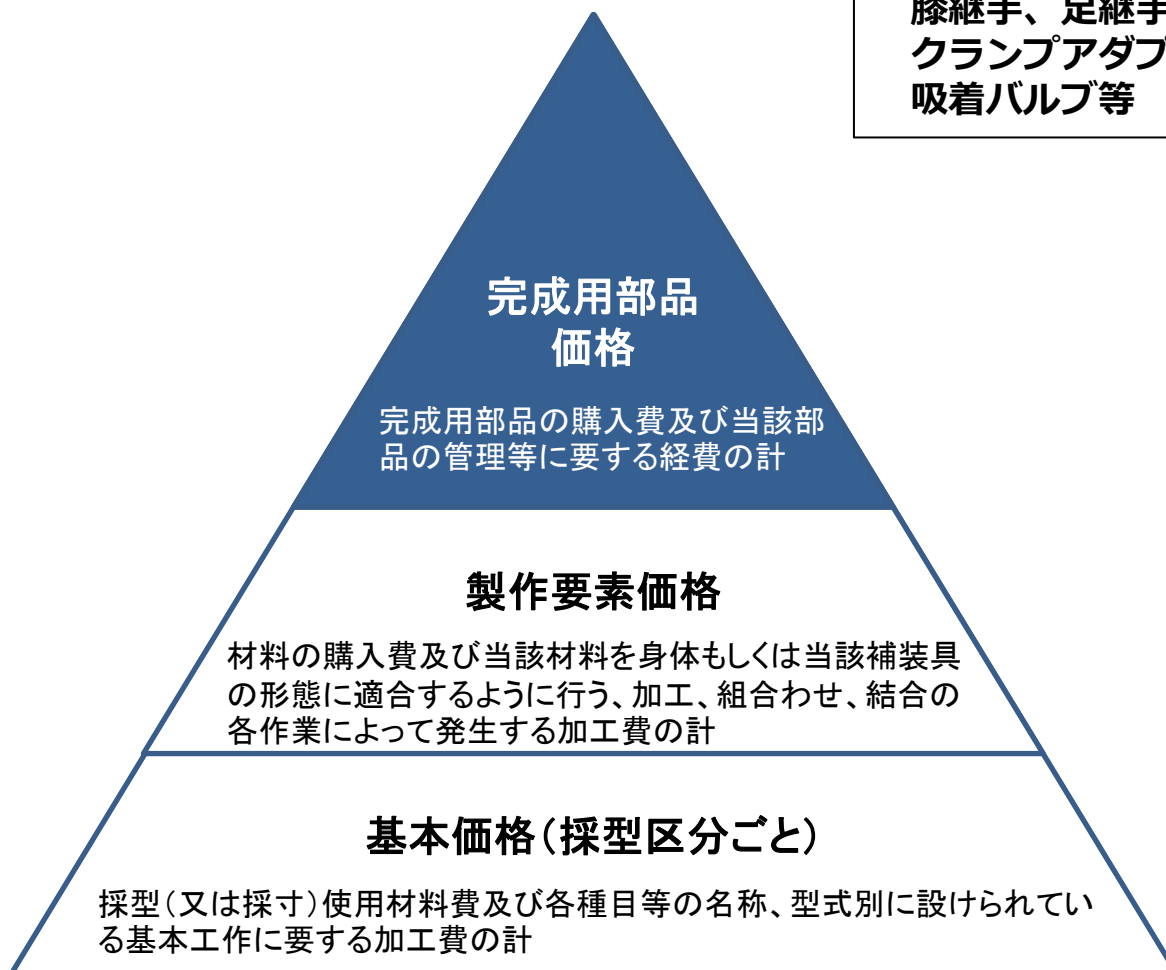 膝継手、足継手
クランプアダプ
吸着バルブ等
完成用部品
価格
完成用部品の購入費及び当該部
品の管理等に要する経費の計
製作要素価格
材料の購入費及び当該材料を身体もしくは当該補装具
の形態に適合するように行う、加工、組合わせ、結合の
各作業によって発生する加工費の計
基本価格（採型区分ごと）
採型（又は採寸）使用材料費及び各種目等の名称、型式別に設けられてい
る基本工作に要する加工費の計